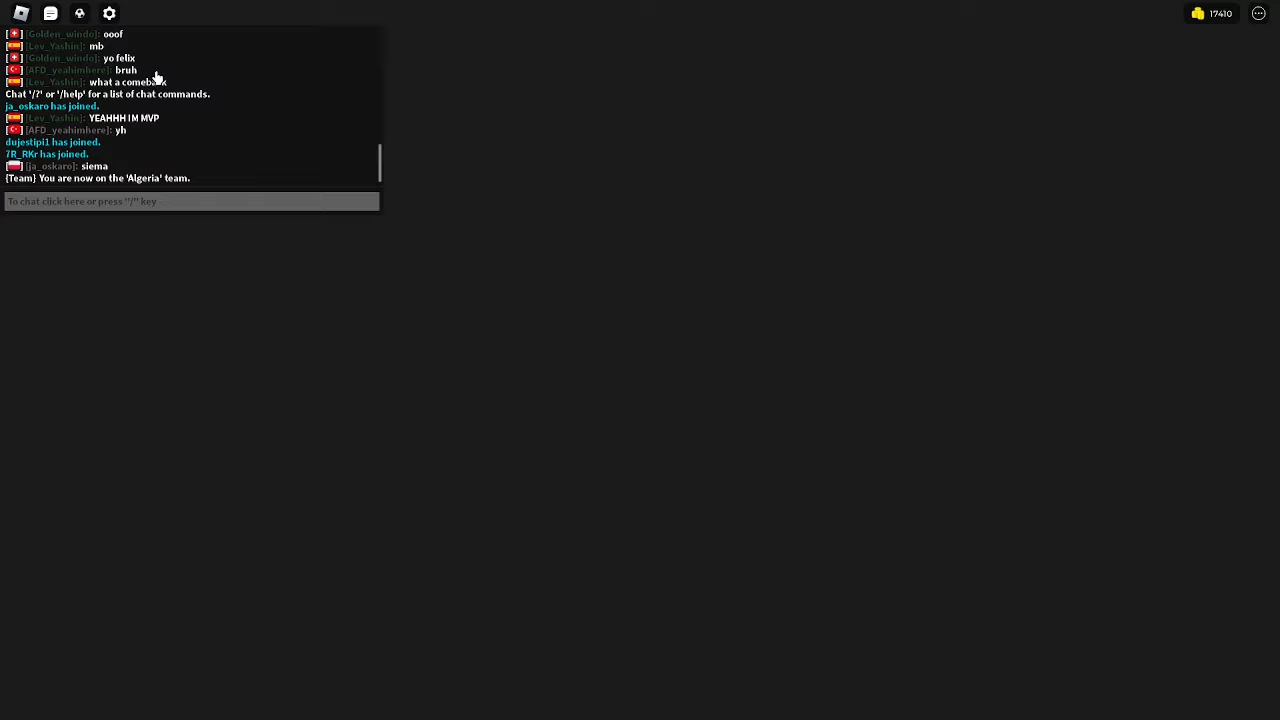 17410
[Golden_windo]: ooof
[Lev_Yashin]: mb
[Golden_windo]: yo felix
[AFD_yeahimhere]: bruh
[Lev_Yashin]: what a comeback
Chat '/?' or '/help' for a list of chat commands.
ja_oskaro has joined.
[Lev_Yashin]: YEAHHH IM MVP
[AFD_yeahimhere]: yh
dujestipi1 has joined.
7R_RKr has joined.
[ja_oskaro]: siema
{Team} You are now on the 'Algeria' team.
To chat click here or press "/" key